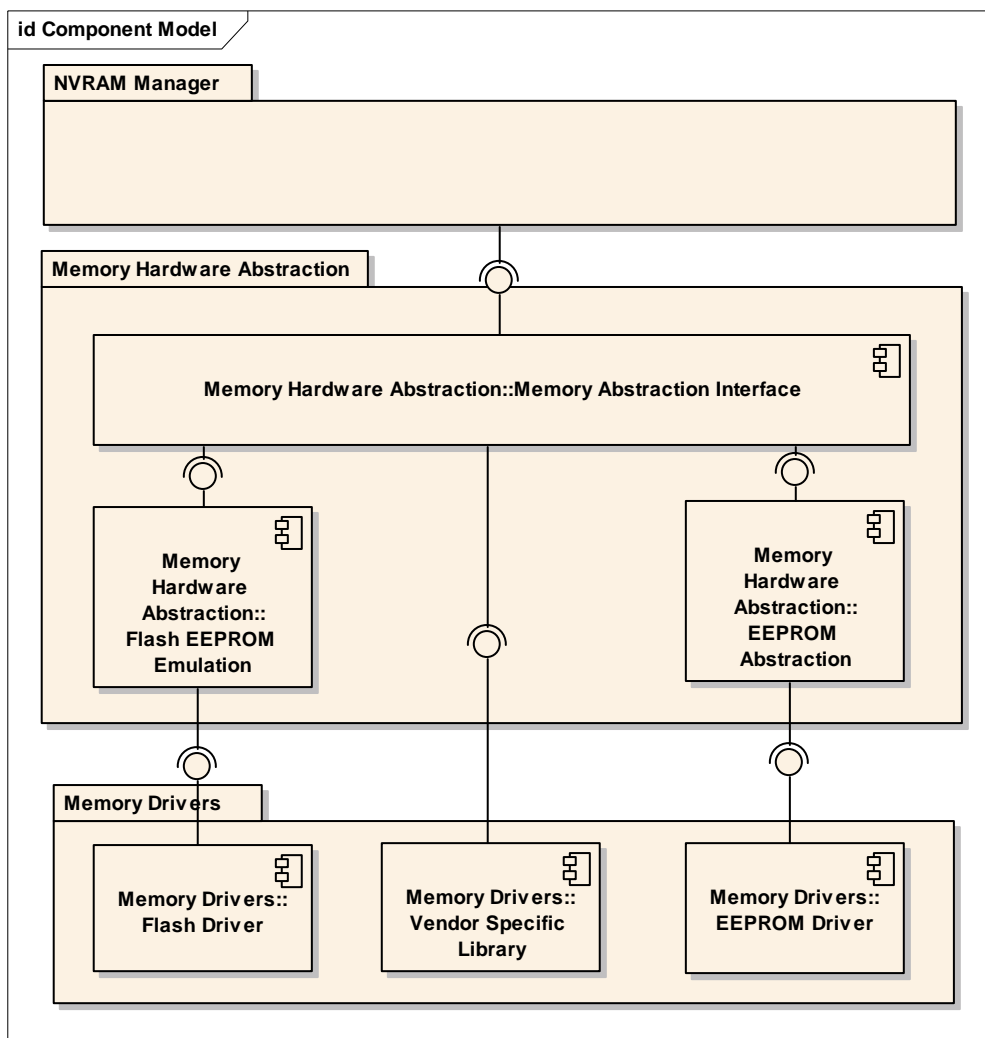 id Component Model
NVRAM Manager
Memory Hardware Abstraction
Memory Hardware Abstraction::Memory Abstraction Interface
Memory
Hardware
Abstraction::
Flash EEPROM
Emulation
Memory
Hardware
Abstraction::
EEPROM
Abstraction
Memory Drivers
Memory Drivers::
Flash Driver
Memory Drivers::
Vendor Specific
Library
Memory Drivers::
EEPROM Driver